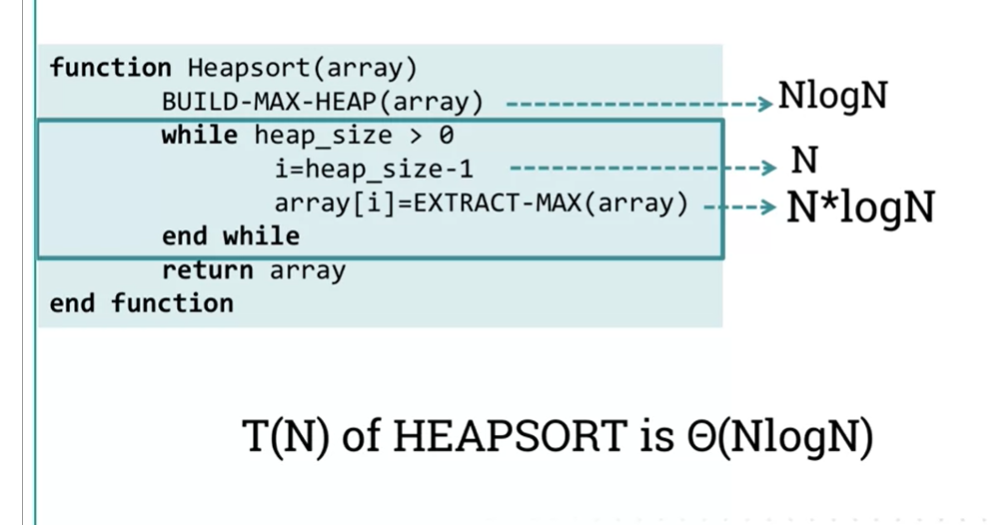 function Heapsort(array)
BUILD-MAX-HEAP(array)
NlogN
while heap_size > 0
i=heap_size-1
N
array[i]=EXTRACT-MAX(array)
N*logN
end while
return array
end function
T(N) of HEAPSORT is Θ(NlogN)